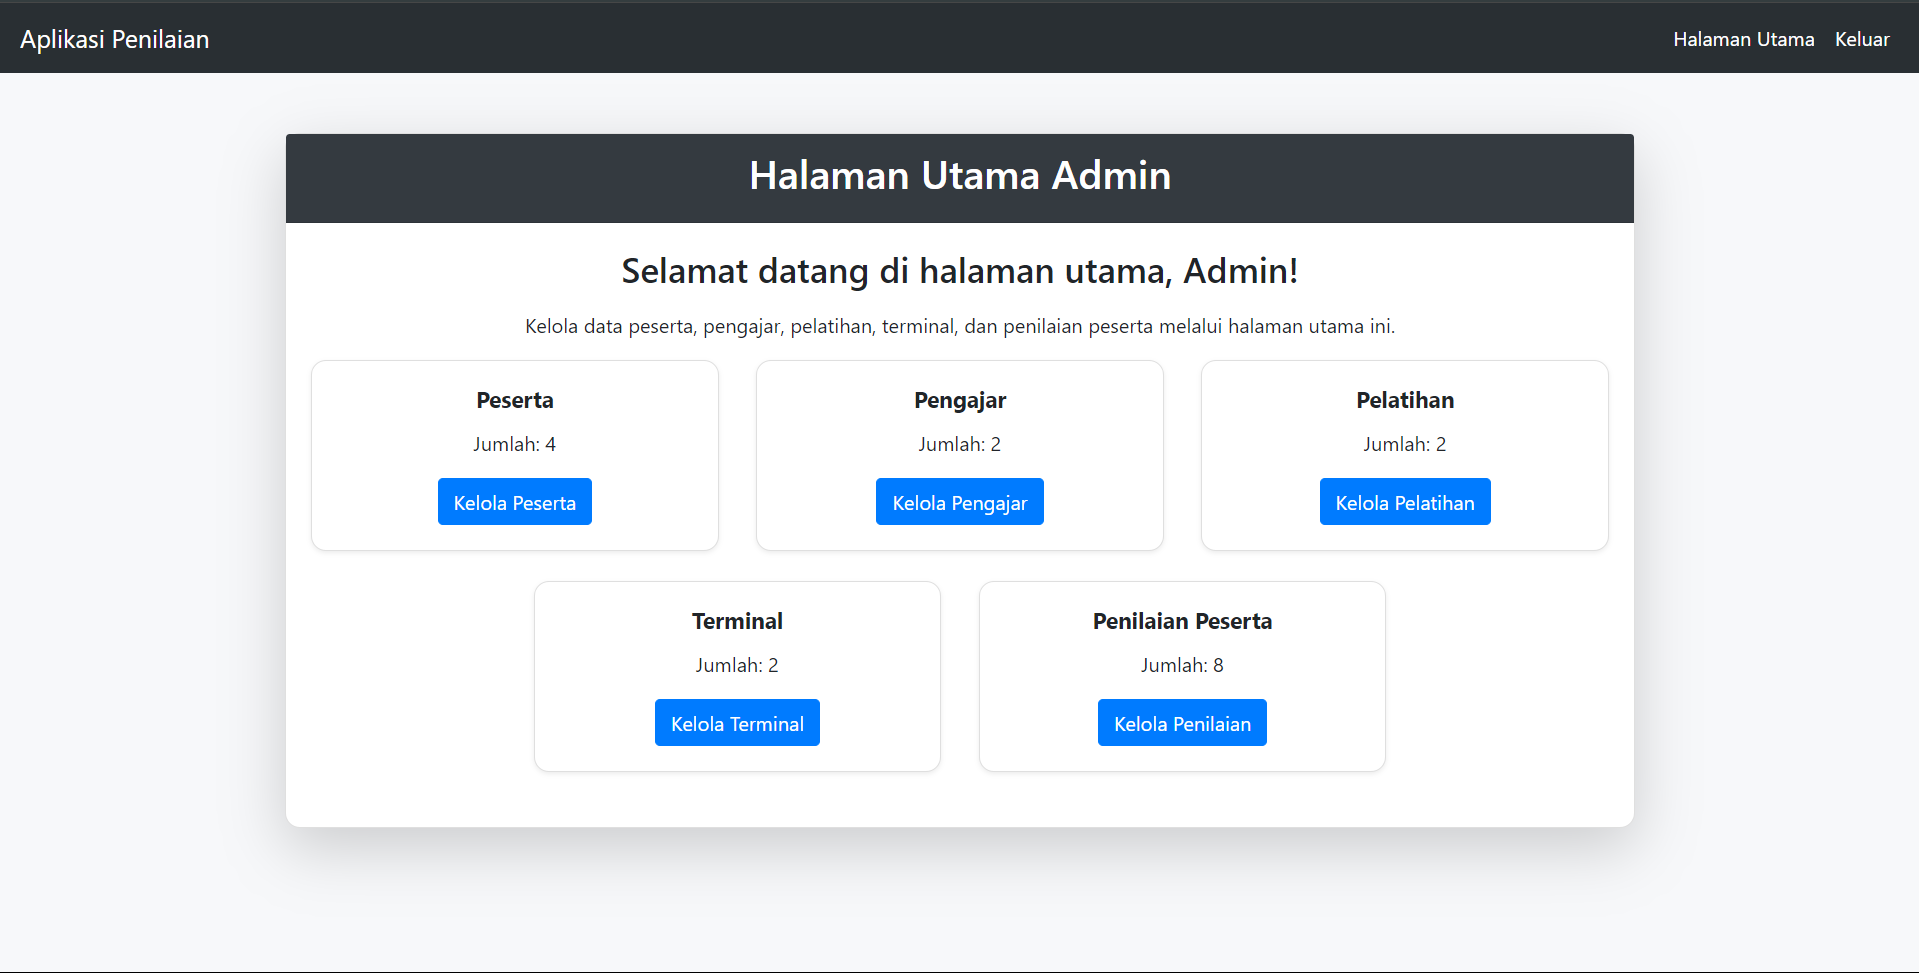 Aplikasi Penilaian
Halaman Utama Keluar
Halaman Utama Admin
Selamat datang di halaman utama, Admin!
Kelola data peserta, pengajar, pelatihan, terminal, dan penilaian peserta melalui halaman utama ini.
Peserta
Jumlah: 4
Kelola Peserta
Pengajar
Jumlah: 2
Kelola Pengajar
Pelatihan
Jumlah: 2
Kelola Pelatihan
Terminal
Jumlah: 2
Kelola Terminal
Penilaian Peserta
Jumlah: 8
Kelola Penilaian